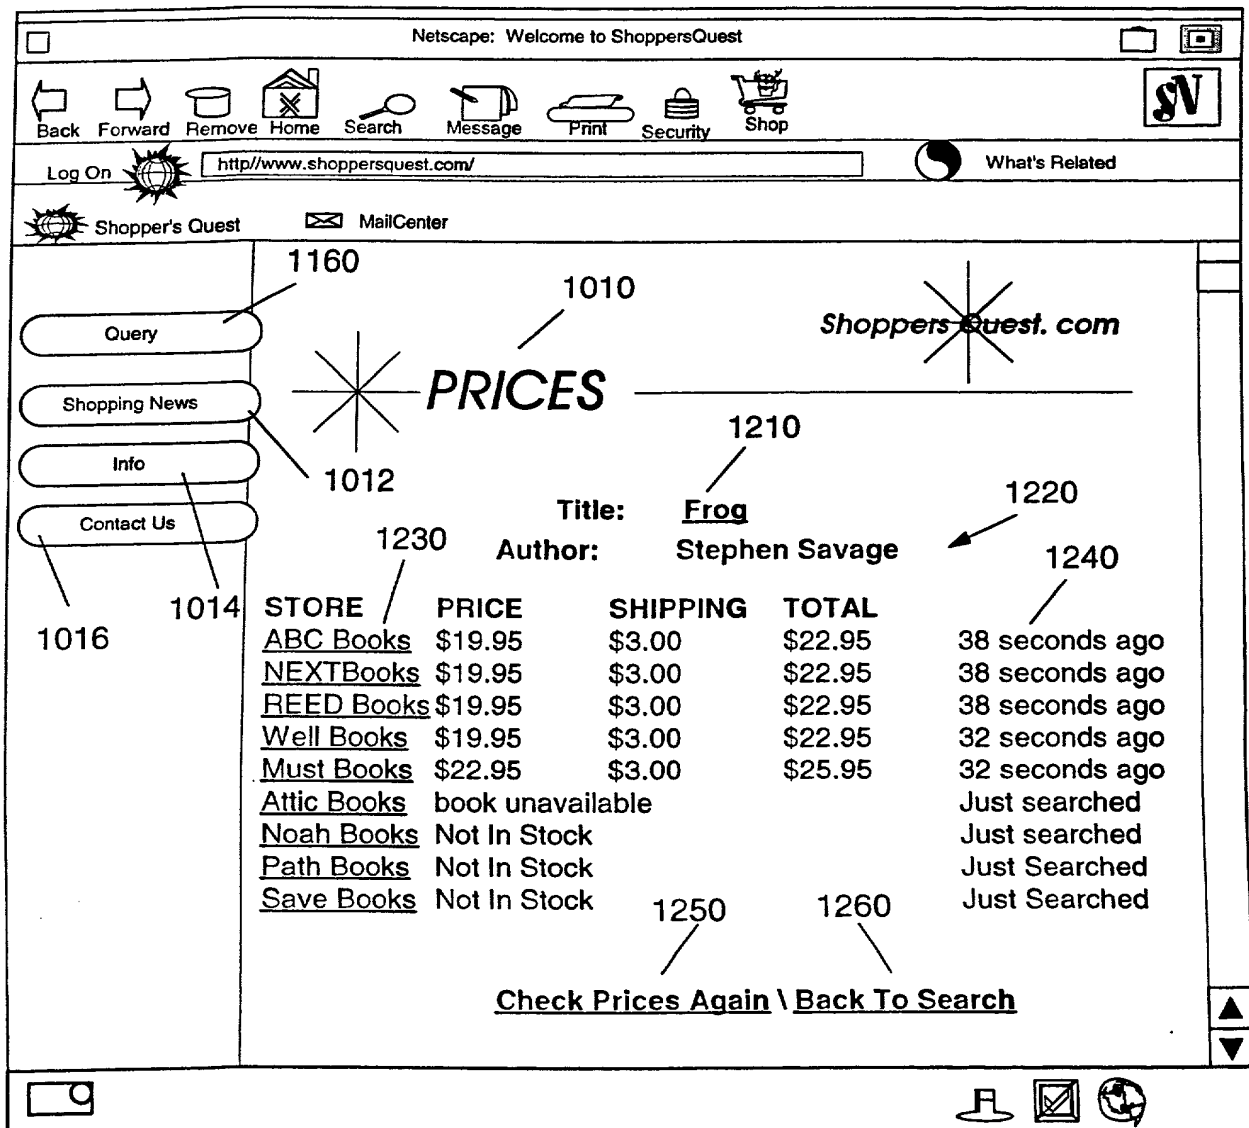 Netscape: Welcome to ShoppersQuest
Back Forward Remove Home Search Message Print Security Shop
SN
Log On http//www.shoppersquest.com/ What's Related
Shopper's Quest MailCenter
1160
1010
Query
Shoppers Quest. com
PRICES
Shopping News
1210
Info
1012
1220
Title: Frog
Contact Us
1230
Author: Stephen Savage
1240
1014
1016
STORE PRICE SHIPPING TOTAL
ABC Books $19.95 $3.00 $22.95 38 seconds ago
NEXTBooks $19.95 $3.00 $22.95 38 seconds ago
REED Books $19.95 $3.00 $22.95 38 seconds ago
Well Books $19.95 $3.00 $22.95 32 seconds ago
Must Books $22.95 $3.00 $25.95 32 seconds ago
Attic Books book unavailable Just searched
Noah Books Not In Stock Just searched
Path Books Not In Stock Just Searched
Save Books Not In Stock Just Searched
1250 1260
Check Prices Again \ Back To Search